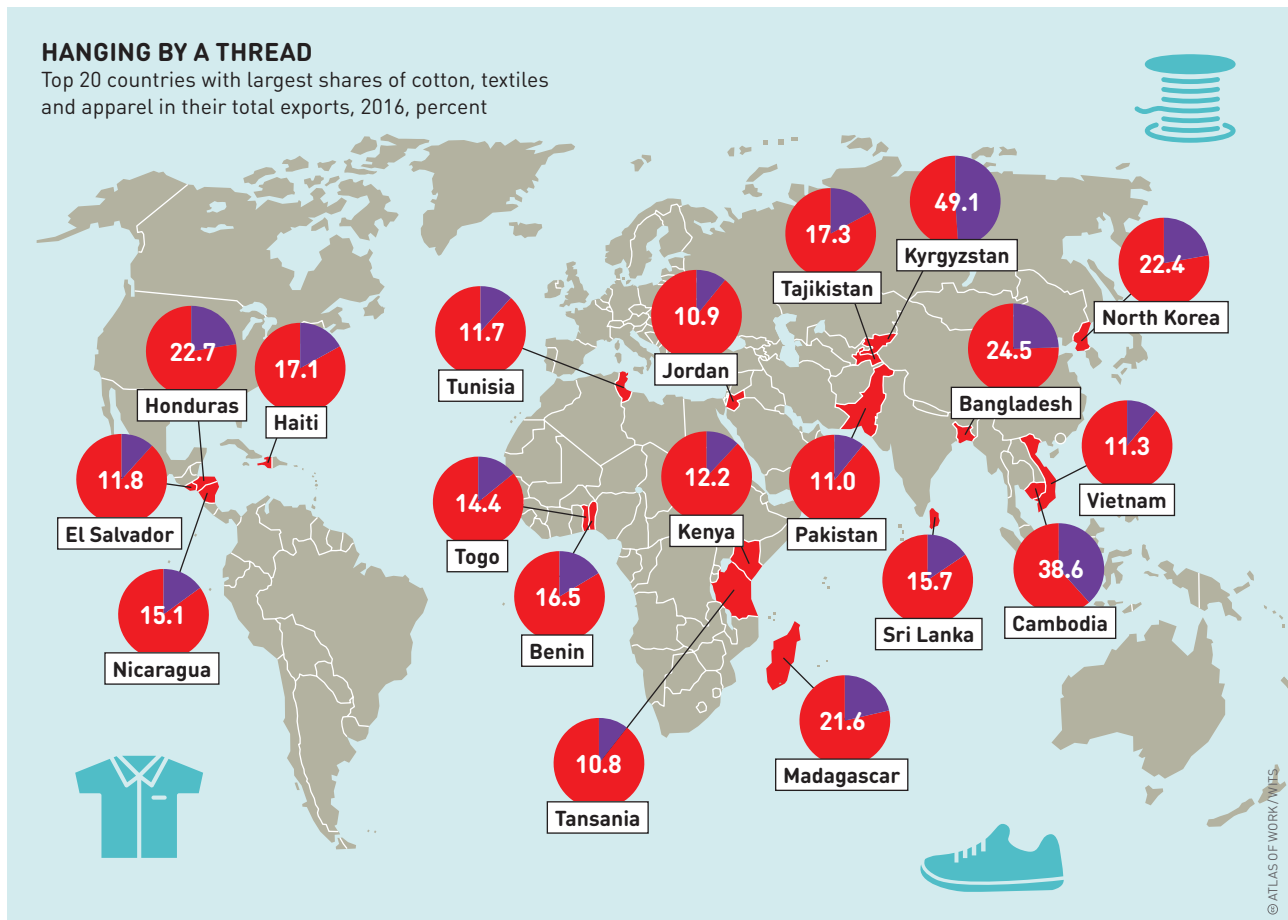 HANGING BY A THREAD
Top 20 countries with largest shares of cotton, textiles
and apparel in their total exports, 2016, percent
49.1
Kyrgyzstan
17.3
Tajikistan
22.4
North Korea
10.9
Jordan
11.7
Tunisia
22.7
Honduras
17.1
Haiti
24.5
Bangladesh
11.3
Vietnam
11.8
El Salvador
14.4
Togo
12.2
Kenya
11.0
Pakistan
15.7
Sri Lanka
38.6
Cambodia
15.1
Nicaragua
16.5
Benin
21.6
Madagascar
10.8
Tansania
© ATLAS OF WORK / WITS